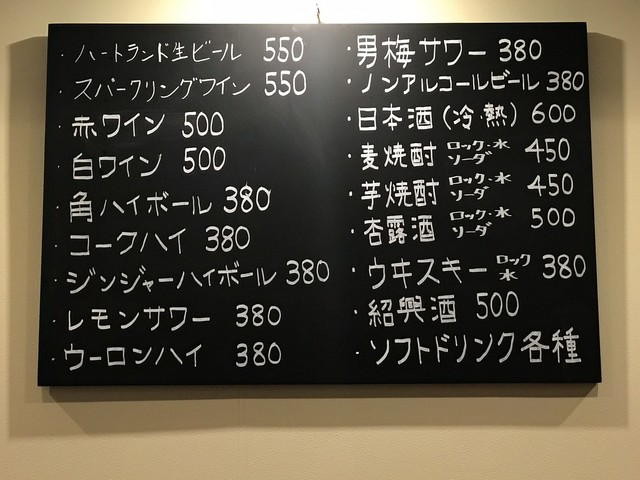 ・ハートランド生ビール 550
・スパークリングワイン 550
・赤ワイン 500
・白ワイン 500
・角ハイボール 380
・コークハイ 380
・ジンジャーハイボール 380
・レモンサワー 380
・ウーロンハイ 380
・男梅サワー 380
・ノンアルコールビール 380
・日本酒(冷・熱) 600
・麦焼酎 ロック・水 ソーダ 450
・芋焼酎 ロック・水 ソーダ 450
・杏露酒 ロック・水 ソーダ 500
・ウヰスキー ロック 水 380
・紹興酒 500
・ソフトドリンク各種